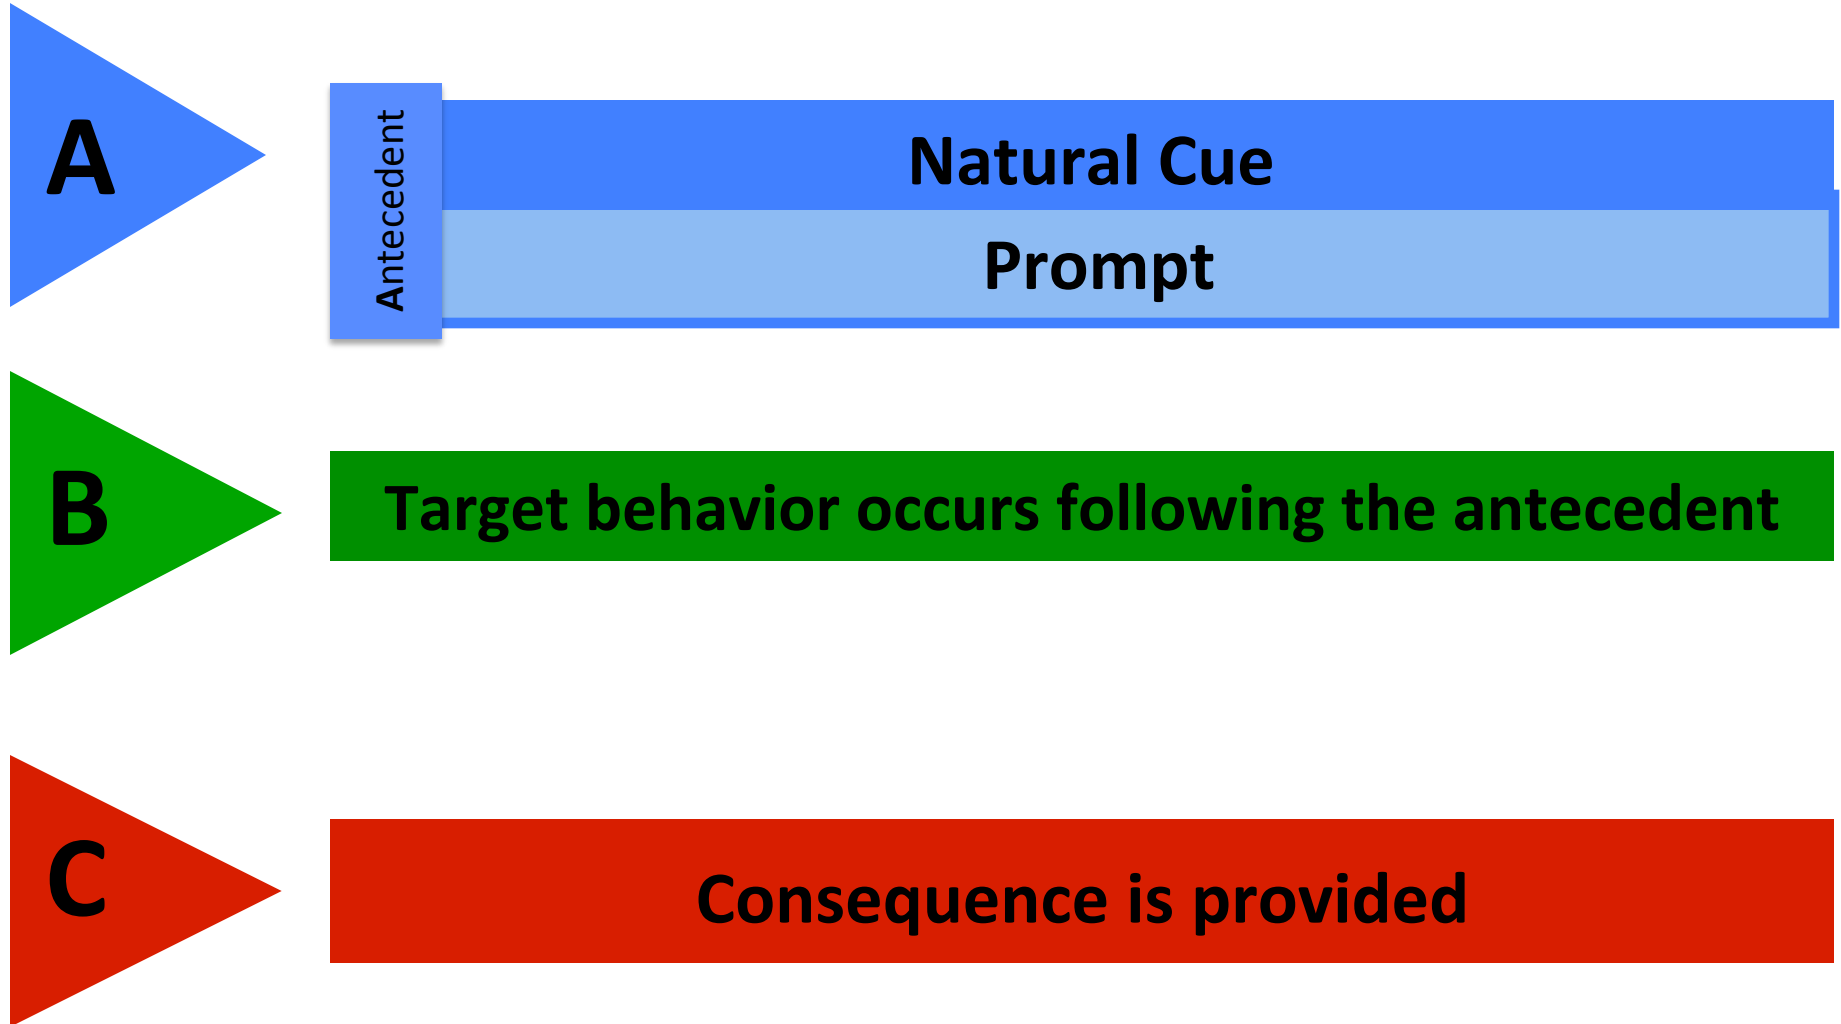 A
Antecedent
Natural Cue
Prompt
B
Target behavior occurs following the antecedent
C
Consequence is provided